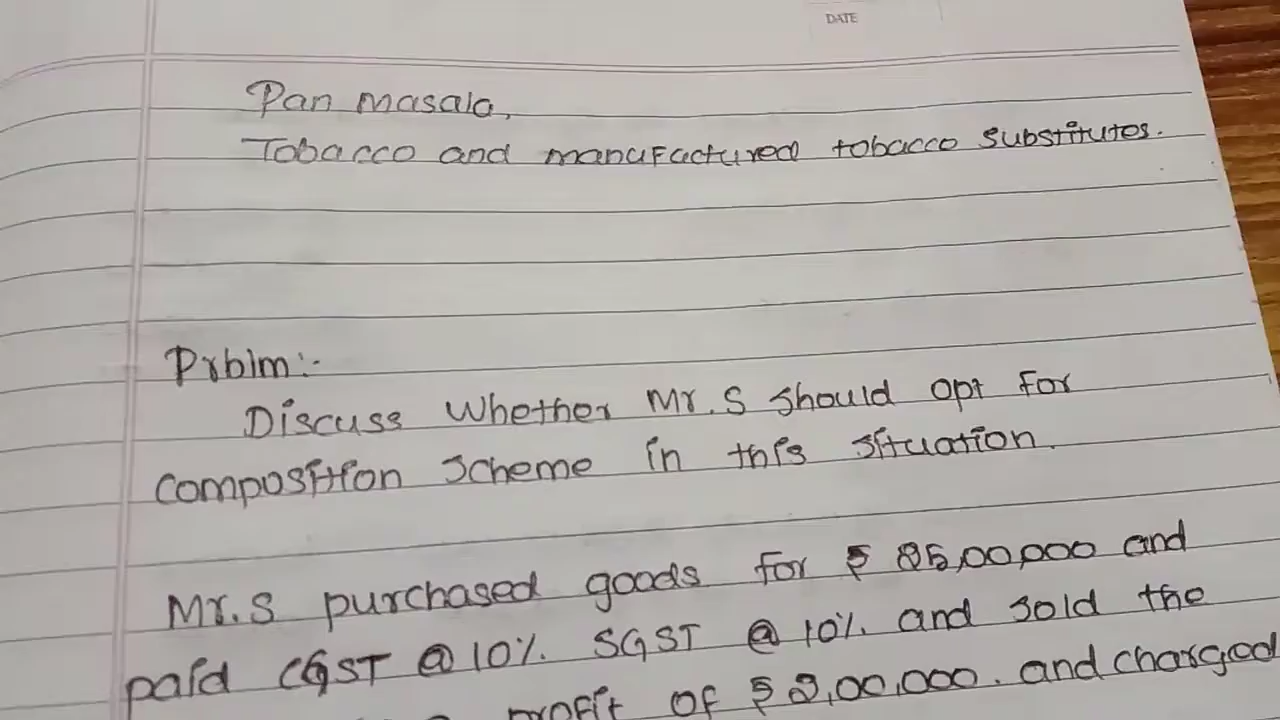 DATE
Pan masala,
Tobacco and manufactured tobacco substitutes.
Prblm:-
Discuss whether Mr. S should opt for
composition scheme in this situation.
Mr. S purchased goods for ₹ 85,00,000 and
paid CGST @ 10%. SGST @ 10%. and sold the
profit of ₹ 2,00,000. and charged